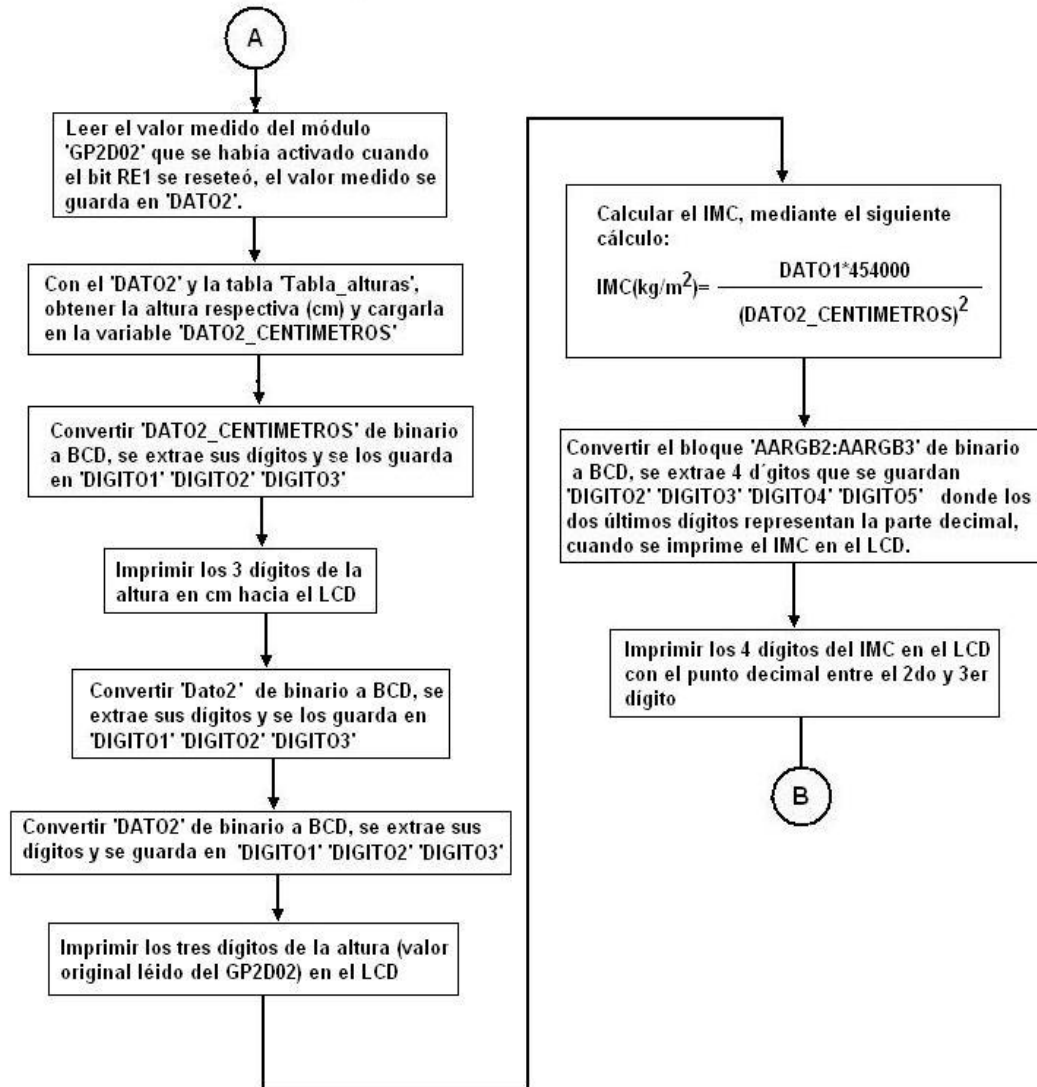 A
Leer el valor medido del módulo
'GP2D02' que se había activado cuando
el bit RE1 se reseteó, el valor medido se
guarda en 'DATO2'.
Con el 'DATO2' y la tabla 'Tabla_alturas',
obtener la altura respectiva (cm) y cargarla
en la variable 'DATO2_CENTIMETROS'
Convertir 'DATO2_CENTIMETROS' de binario
a BCD, se extrae sus dígitos y se los guarda
en 'DIGITO1' 'DIGITO2' 'DIGITO3'
Imprimir los 3 dígitos de la
altura en cm hacia el LCD
Convertir 'Dato2' de binario a BCD, se
extrae sus dígitos y se los guarda en
'DIGITO1' 'DIGITO2' 'DIGITO3'
Convertir 'DATO2' de binario a BCD, se extrae sus
dígitos y se guarda en 'DIGITO1' 'DIGITO2' 'DIGITO3'
Imprimir los tres dígitos de la altura (valor
original léido del GP2D02) en el LCD
Calcular el IMC, mediante el siguiente
cálculo:
IMC(kg/m²)= DATO1*454000
(DATO2_CENTIMETROS)²
Convertir el bloque 'AARGB2:AARGB3' de binario
a BCD, se extrae 4 d´gitos que se guardan
'DIGITO2' 'DIGITO3' 'DIGITO4' 'DIGITO5' donde los
dos últimos dígitos representan la parte decimal,
cuando se imprime el IMC en el LCD.
Imprimir los 4 dígitos del IMC en el LCD
con el punto decimal entre el 2do y 3er
dígito
B